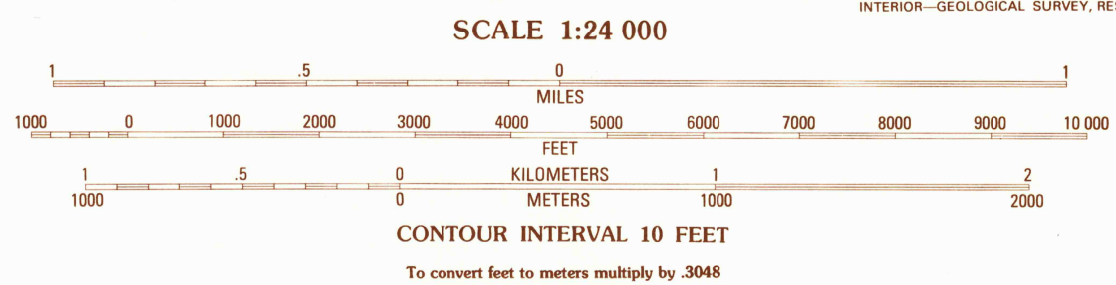 INTERIOR—GEOLOGICAL SURVEY, RES
SCALE 1:24 000
1 .5 0 1
MILES
1000 0 1000 2000 3000 4000 5000 6000 7000 8000 9000 10 000
FEET
1 .5 0 KILOMETERS 1 2
1000 0 METERS 1000 2000
CONTOUR INTERVAL 10 FEET
To convert feet to meters multiply by .3048